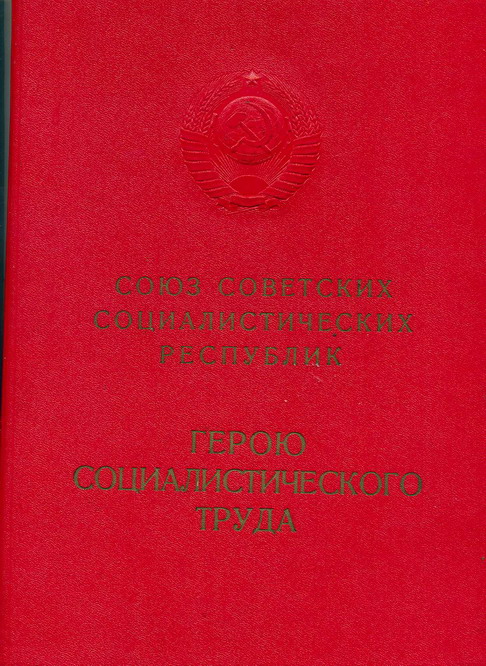 СОЮЗ СОВЕТСКИХ
СОЦИАЛИСТИЧЕСКИХ
РЕСПУБЛИК
ГЕРОЮ
СОЦИАЛИСТИЧЕСКОГО
ТРУДА